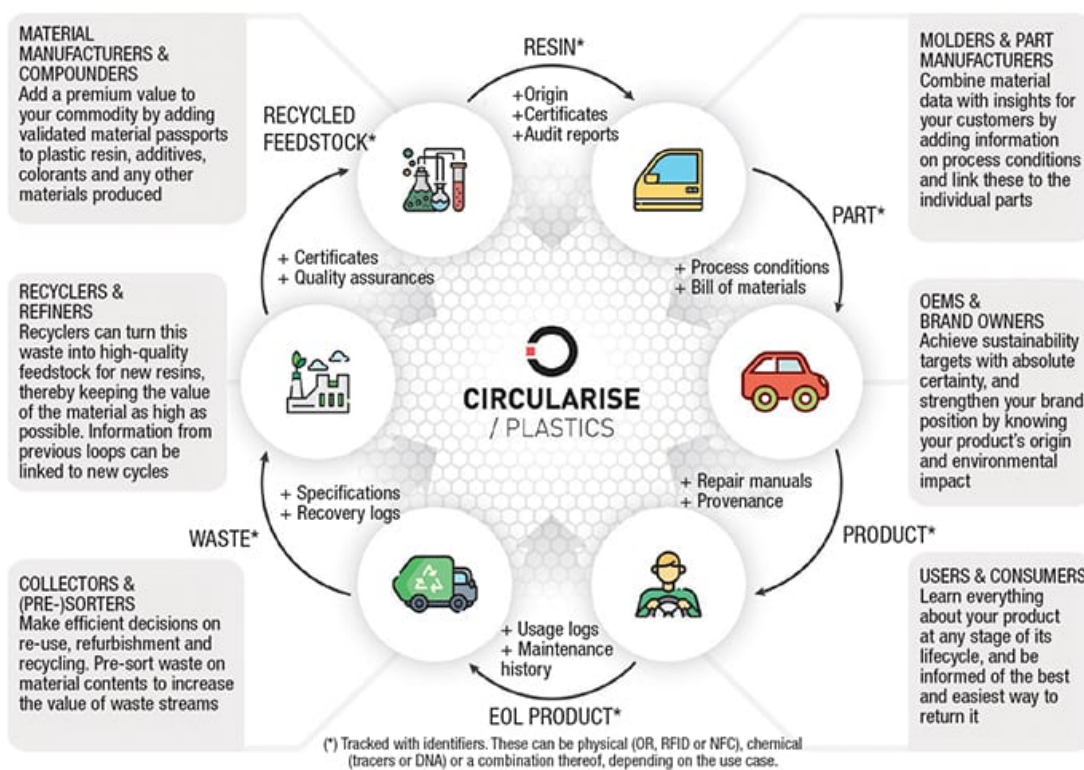 MATERIAL
MANUFACTURERS &
COMPOUNDERS
Add a premium value to
your commodity by adding
validated material passports
to plastic resin, additives,
colorants and any other
materials produced
RESIN*
+Origin
+Certificates
+Audit reports
MOLDERS & PART
MANUFACTURERS
Combine material
data with insights for
your customers by
adding information
on process conditions
and link these to the
individual parts
RECYCLED
FEEDSTOCK*
PART*
+ Certificates
+ Quality assurances
+ Process conditions
+ Bill of materials
RECYCLERS &
REFINERS
Recyclers can turn this
waste into high-quality
feedstock for new resins,
thereby keeping the value
of the material as high as
possible. Information from
previous loops can be
linked to new cycles
CIRCULARISE
/ PLASTICS
OEMS &
BRAND OWNERS
Achieve sustainability
targets with absolute
certainty, and
strengthen your brand
position by knowing
your product's origin
and environmental
impact
+ Specifications
+ Recovery logs
+ Repair manuals
+ Provenance
WASTE*
PRODUCT*
COLLECTORS &
(PRE-)SORTERS
Make efficient decisions on
re-use, refurbishment and
recycling. Pre-sort waste on
material contents to increase
the value of waste streams
+ Usage logs
+ Maintenance
history
EOL PRODUCT*
USERS & CONSUMERS
Learn everything
about your product
at any stage of its
lifecycle, and be
informed of the best
and easiest way to
return it
(*) Tracked with identifiers. These can be physical (OR, RFID or NFC), chemical
(tracers or DNA) or a combination thereof, depending on the use case.